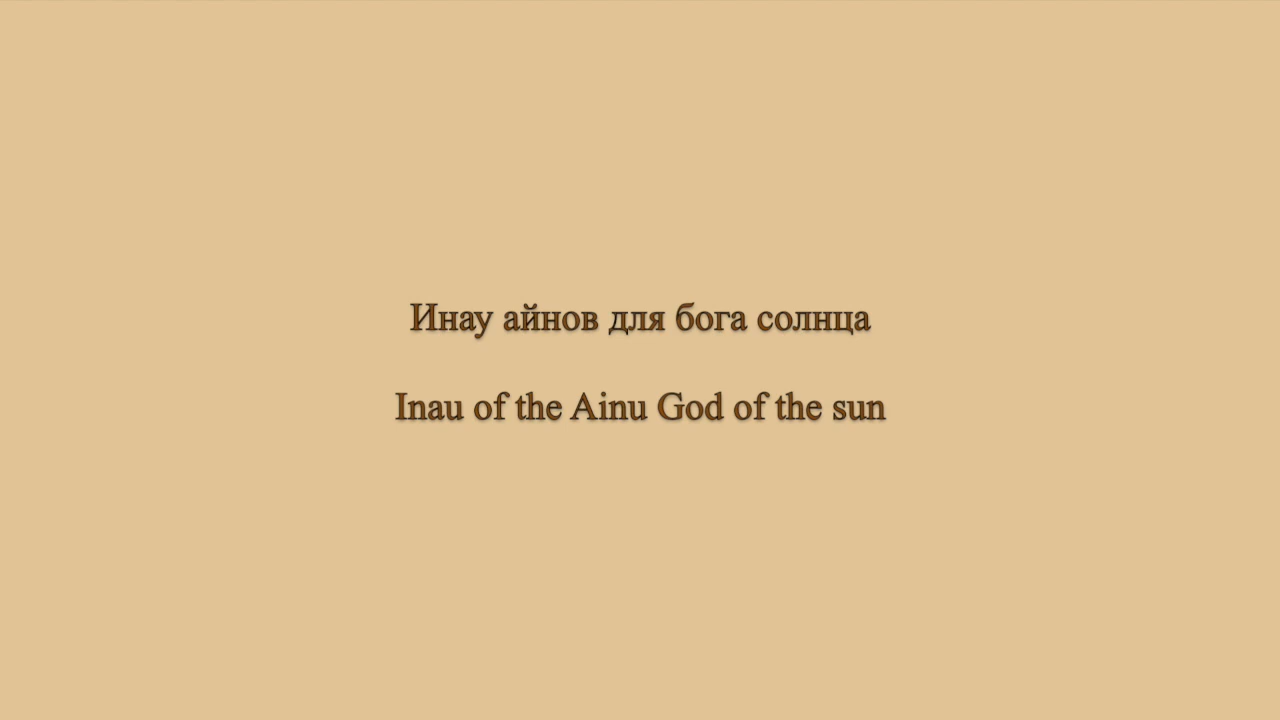 Инау айнов для бога солнца
Inau of the Ainu God of the sun